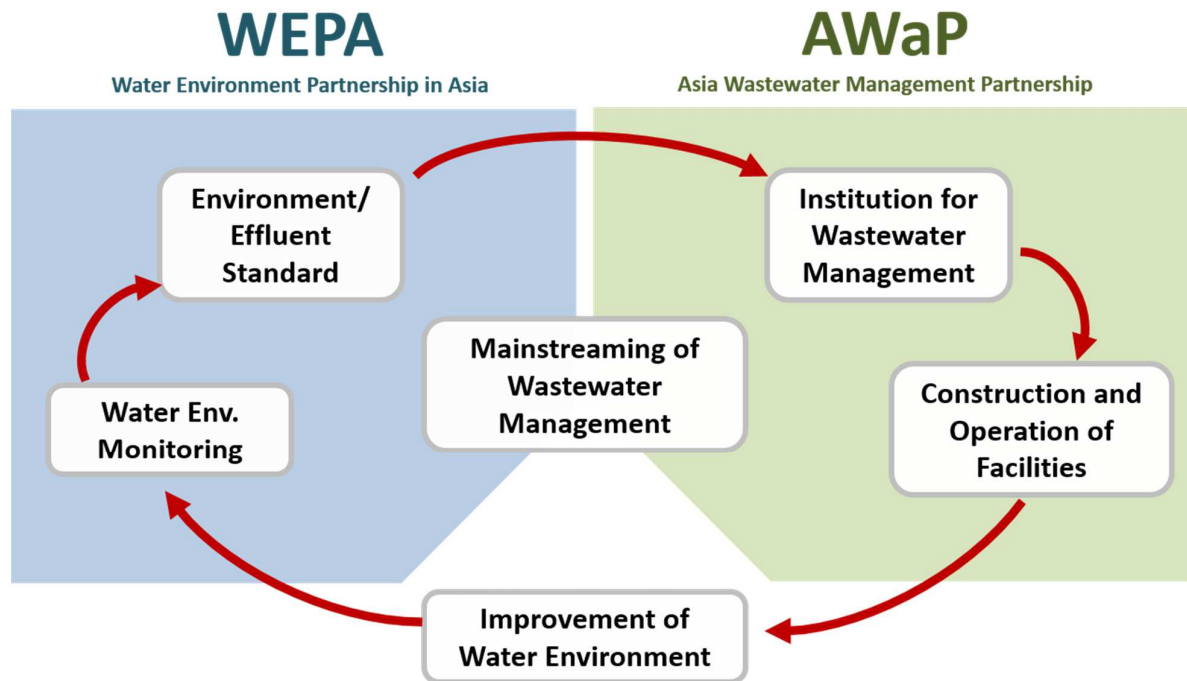 WEPA
Water Environment Partnership in Asia
AWaP
Asia Wastewater Management Partnership
Environment/
Effluent
Standard
Institution for
Wastewater
Management
Mainstreaming of
Wastewater
Management
Water Env.
Monitoring
Construction and
Operation of
Facilities
Improvement of
Water Environment